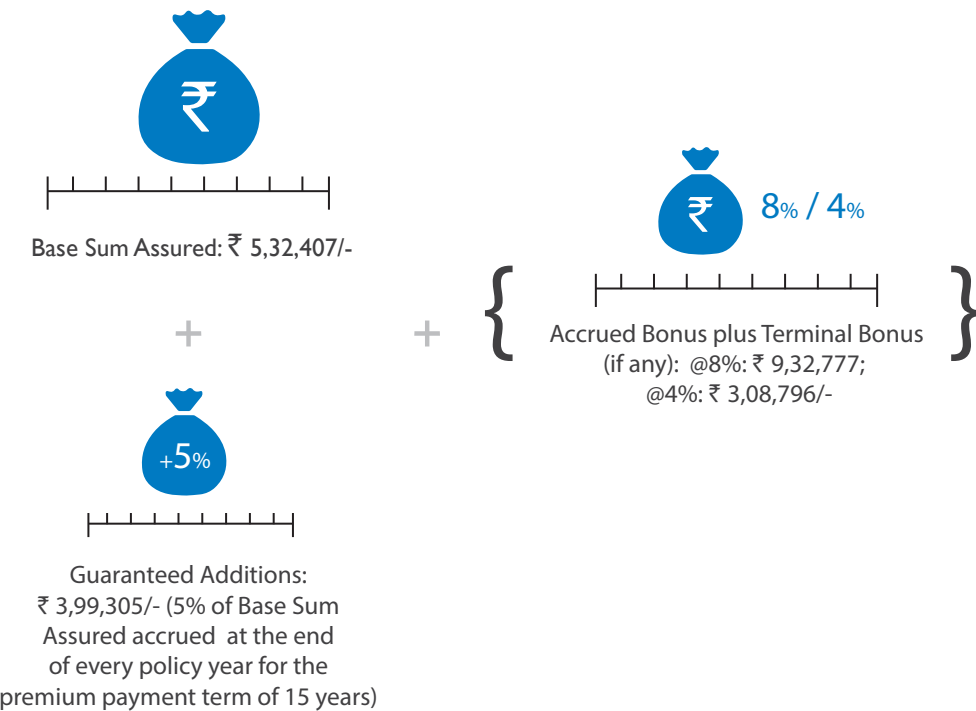 ₹
Base Sum Assured: ₹ 5,32,407/-
+
+5%
Guaranteed Additions:
₹ 3,99,305/- (5% of Base Sum
Assured accrued at the end
of every policy year for the
premium payment term of 15 years)
+
{
₹
8% / 4%
Accrued Bonus plus Terminal Bonus
(if any): @8%: ₹ 9,32,777;
@4%: ₹ 3,08,796/-
}